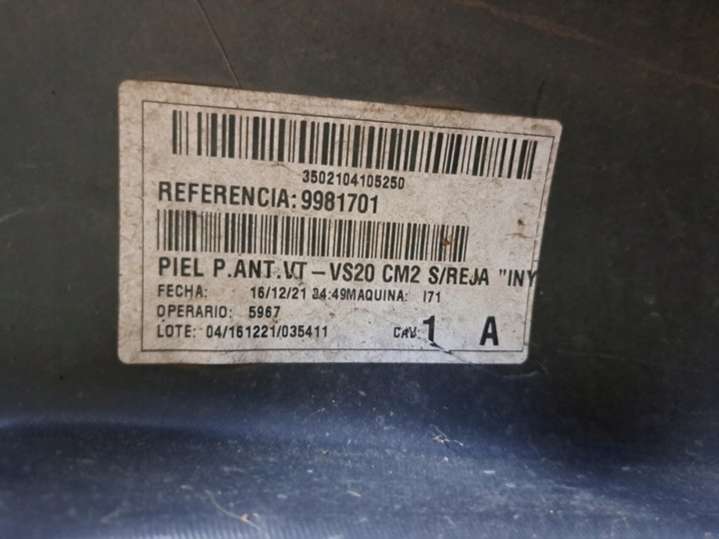 3502104105250
REFERENCIA: 9981701
PIEL P.ANT.VT-VS20 CM2 S/REJA "INY
FECHA: 16/12/21 04:49 MAQUINA: I71
OPERARIO: 5967
LOTE: 04/161221/035411 CAV: 1 A